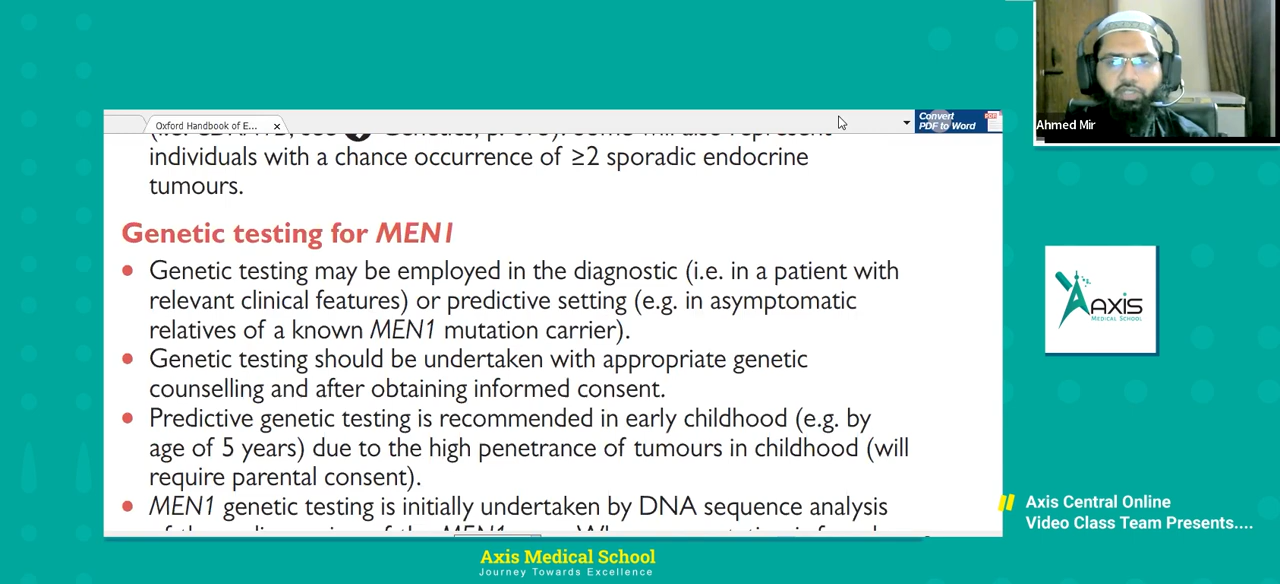 Oxford Handbook of E...
Convert
PDF to Word
PDF
individuals with a chance occurrence of ≥2 sporadic endocrine
tumours.
Genetic testing for MEN1
Genetic testing may be employed in the diagnostic (i.e. in a patient with
relevant clinical features) or predictive setting (e.g. in asymptomatic
relatives of a known MEN1 mutation carrier).
Genetic testing should be undertaken with appropriate genetic
counselling and after obtaining informed consent.
Predictive genetic testing is recommended in early childhood (e.g. by
age of 5 years) due to the high penetrance of tumours in childhood (will
require parental consent).
MEN1 genetic testing is initially undertaken by DNA sequence analysis
Ahmed Mir
AXIS
MEDICAL SCHOOL
Axis Central Online
Video Class Team Presents....
Axis Medical School
Journey Towards Excellence